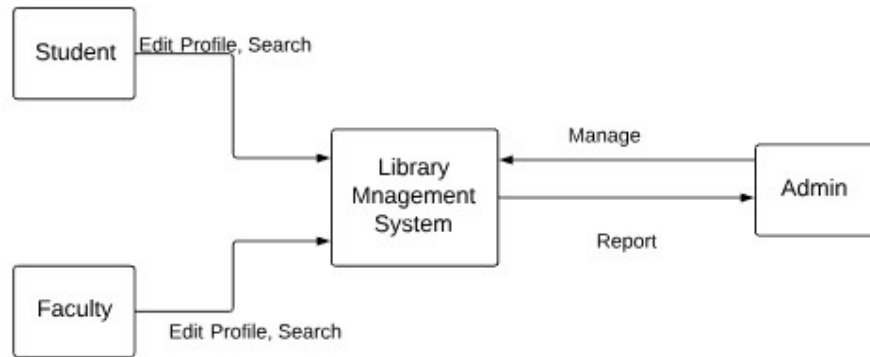 Student
Edit Profile, Search
Library
Mnagement
System
Manage
Admin
Report
Faculty
Edit Profile, Search